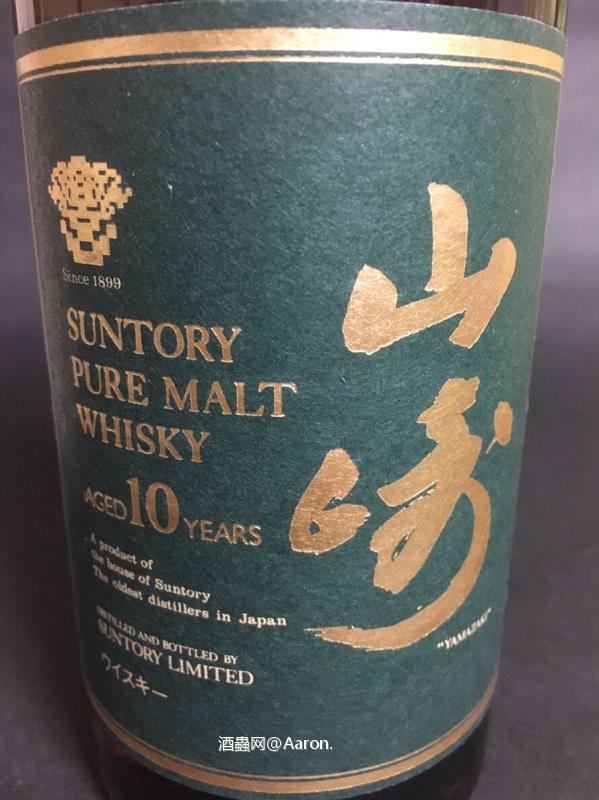 Since 1899
SUNTORY
PURE MALT
WHISKY
AGED 10 YEARS
A product of
the house of Suntory
The oldest distillers in Japan
DISTILLED AND BOTTLED BY
SUNTORY LIMITED
ウイスキー
山
崎
"YAMAZAKI"
酒蟲网@Aaron.